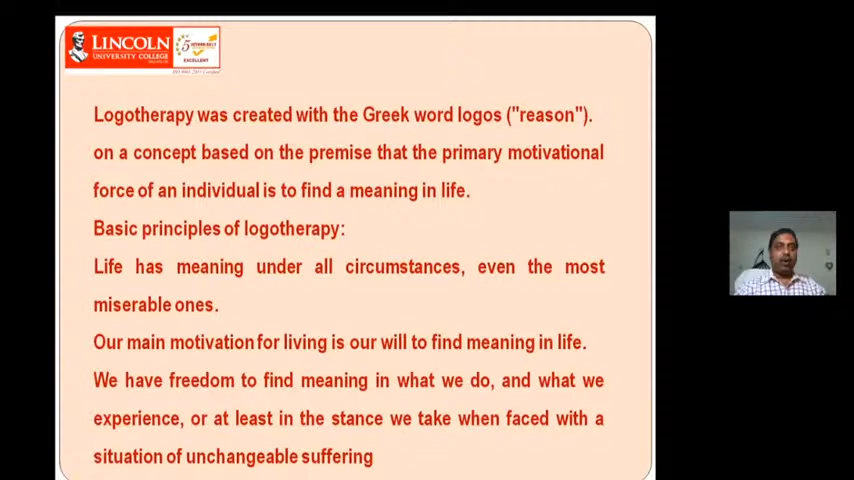 LINCOLN
UNIVERSITY COLLEGE
5
EXCELLENT
Logotherapy was created with the Greek word logos ("reason").
on a concept based on the premise that the primary motivational
force of an individual is to find a meaning in life.
Basic principles of logotherapy:
Life has meaning under all circumstances, even the most
miserable ones.
Our main motivation for living is our will to find meaning in life.
We have freedom to find meaning in what we do, and what we
experience, or at least in the stance we take when faced with a
situation of unchangeable suffering